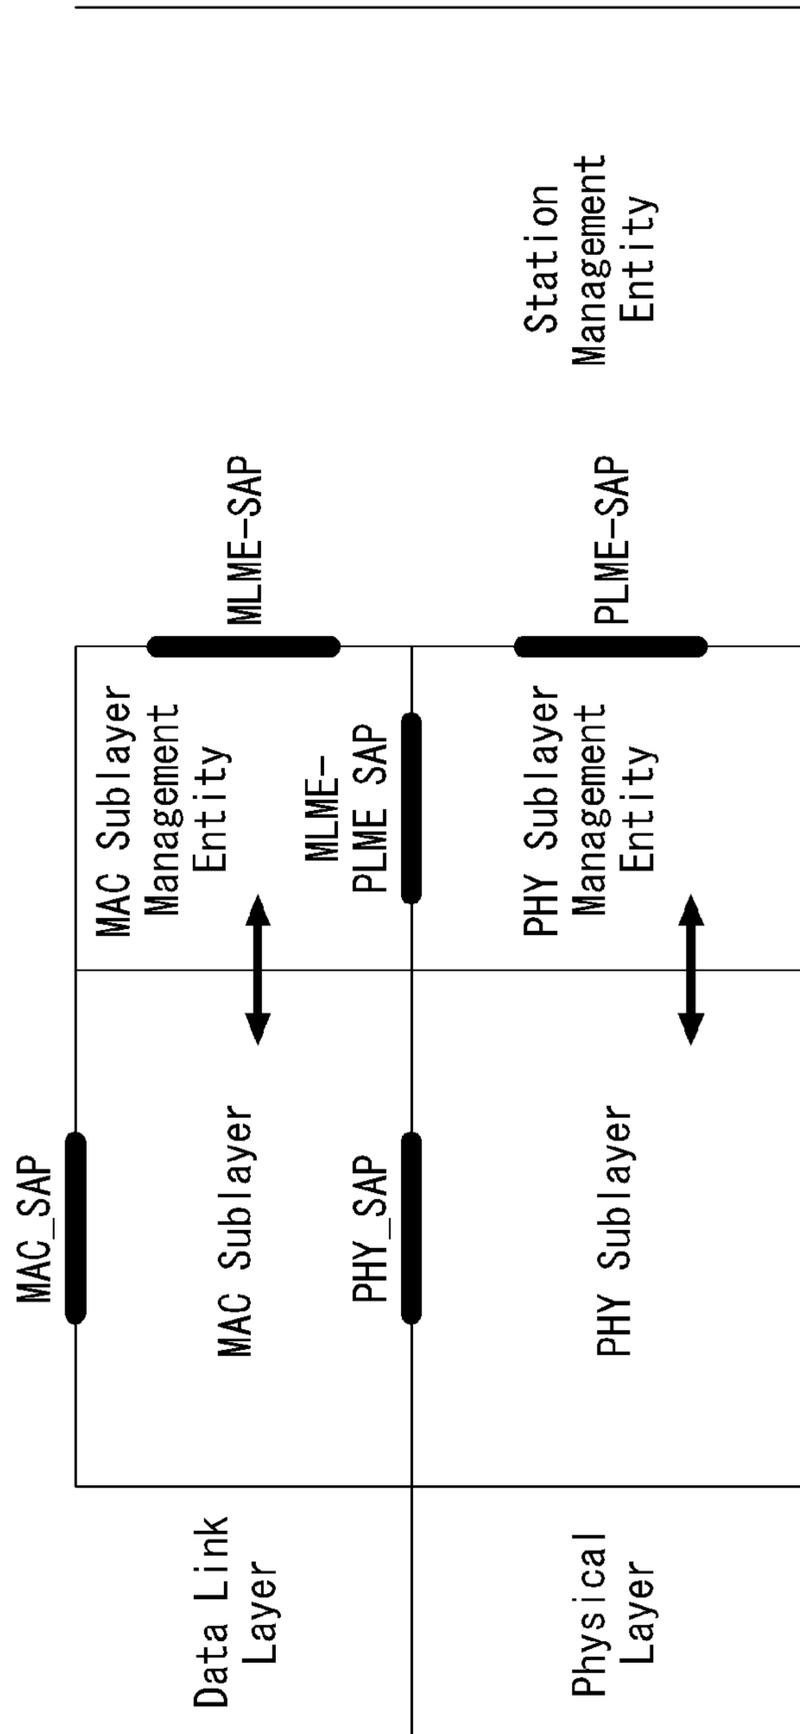 MAC_SAP
Data Link
Layer
MAC Sublayer
MAC Sublayer
Management
Entity
MLME-SAP
PHY_SAP
MLME-
PLME SAP
Physical
Layer
PHY Sublayer
PHY Sublayer
Management
Entity
PLME-SAP
Station
Management
Entity